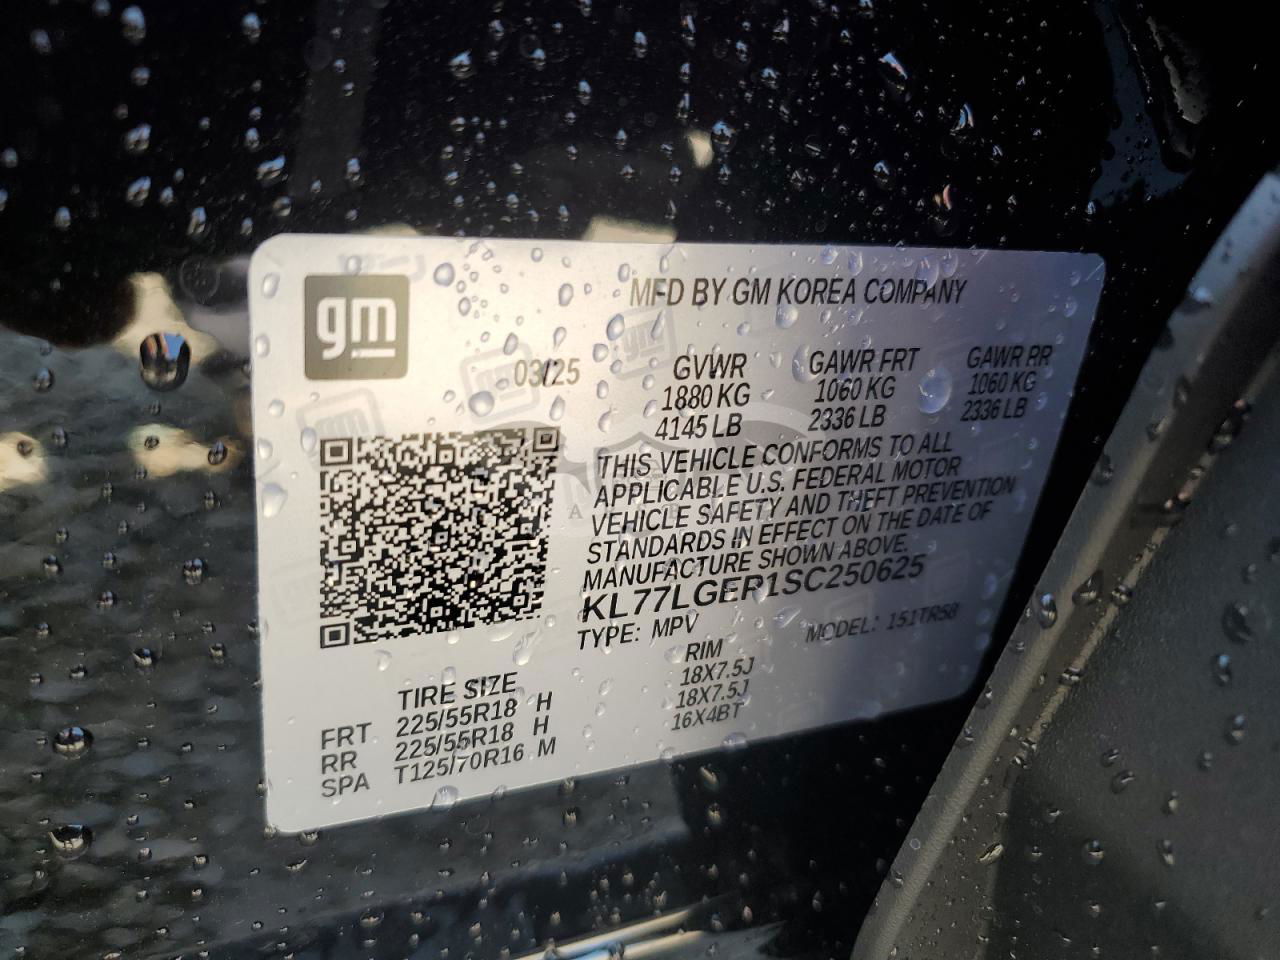 gm
MFD BY GM KOREA COMPANY
03/25
GVWR GAWR FRT GAWR RR
1880 KG 1060 KG 1060 KG
4145 LB 2336 LB 2336 LB
THIS VEHICLE CONFORMS TO ALL
APPLICABLE U.S. FEDERAL MOTOR
VEHICLE SAFETY AND THEFT PREVENTION
STANDARDS IN EFFECT ON THE DATE OF
MANUFACTURE SHOWN ABOVE.
KL77LGEP1SC250625
TYPE: MPV MODEL: 151TR58
TIRE SIZE RIM
FRT 225/55R18 H 18X7.5J
RR 225/55R18 H 18X7.5J
SPA T125/70R16 M 16X4BT